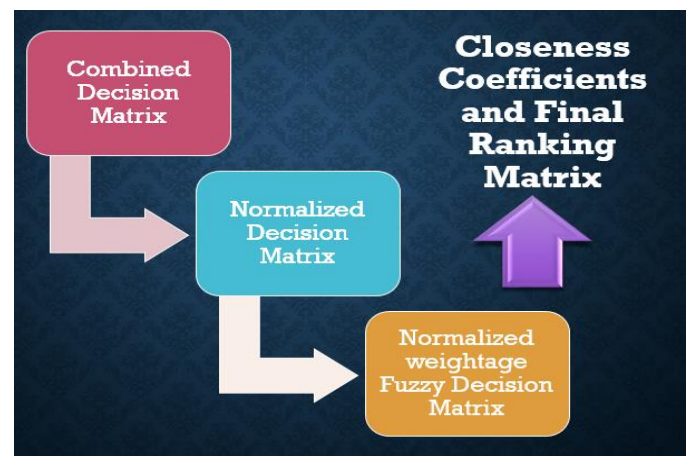 Combined
Decision
Matrix
Normalized
Decision
Matrix
Normalized
weightage
Fuzzy Decision
Matrix
Closeness
Coefficients
and Final
Ranking
Matrix